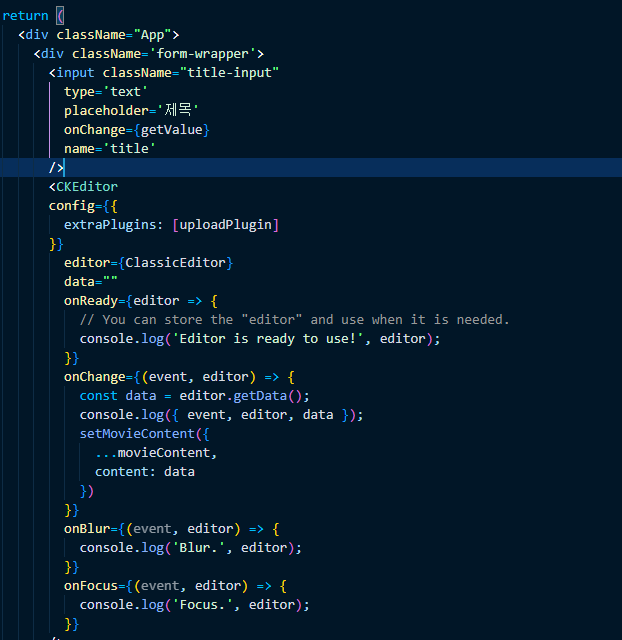 return (
<div className="App">
<div className='form-wrapper'>
<input className="title-input"
type='text'
placeholder='제목'
onChange={getValue}
name='title'
/>
<CKEditor
config={{
extraPlugins: [uploadPlugin]
}}
editor={ClassicEditor}
data=""
onReady={editor => {
// You can store the "editor" and use when it is needed.
console.log('Editor is ready to use!', editor);
}}
onChange={(event, editor) => {
const data = editor.getData();
console.log({ event, editor, data });
setMovieContent({
...movieContent,
content: data
})
}}
onBlur={(event, editor) => {
console.log('Blur.', editor);
}}
onFocus={(event, editor) => {
console.log('Focus.', editor);
}}